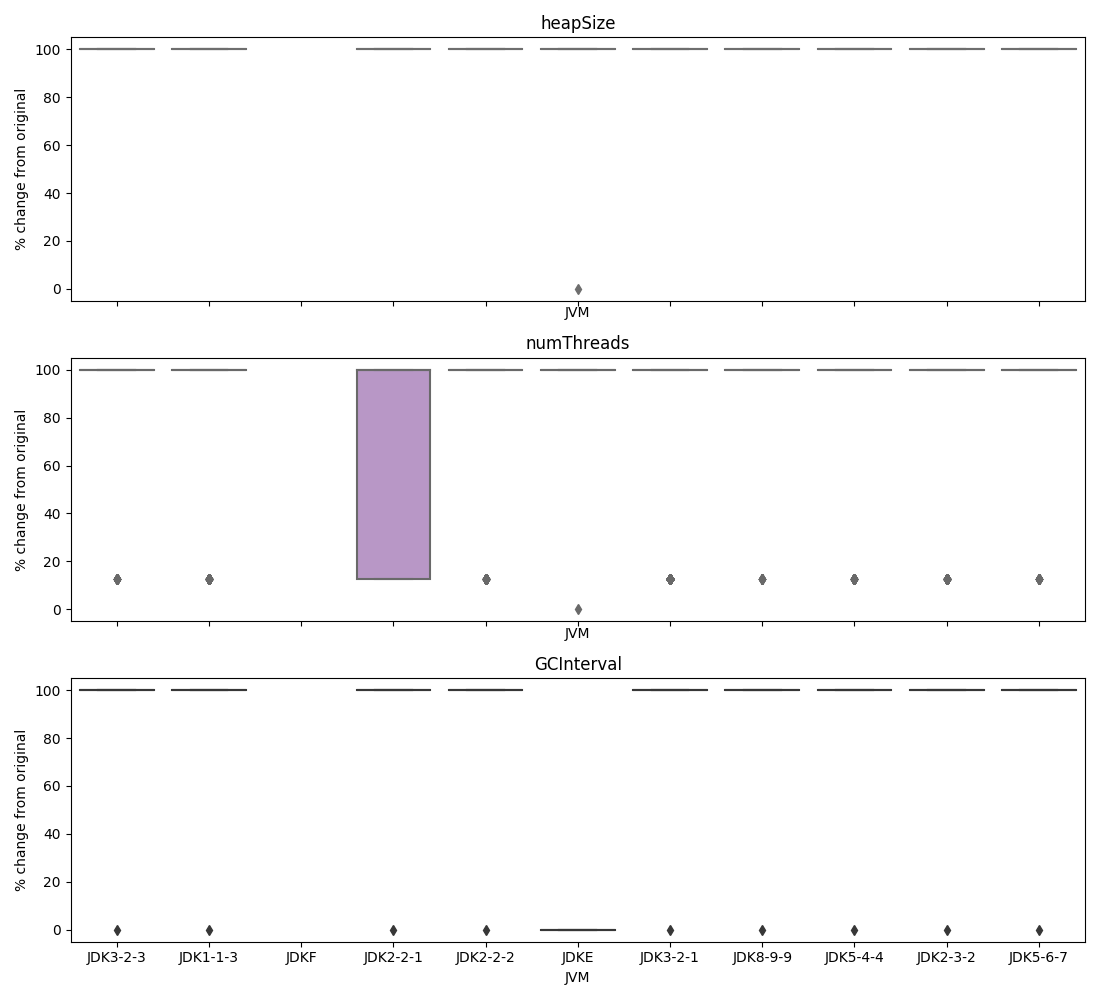 heapSize
% change from original
100
80
60
40
20
0
JVM
numThreads
% change from original
100
80
60
40
20
0
JVM
GCInterval
% change from original
100
80
60
40
20
0
JDK3-2-3 JDK1-1-3 JDKF JDK2-2-1 JDK2-2-2 JDKE JDK3-2-1 JDK8-9-9 JDK5-4-4 JDK2-3-2 JDK5-6-7
JVM